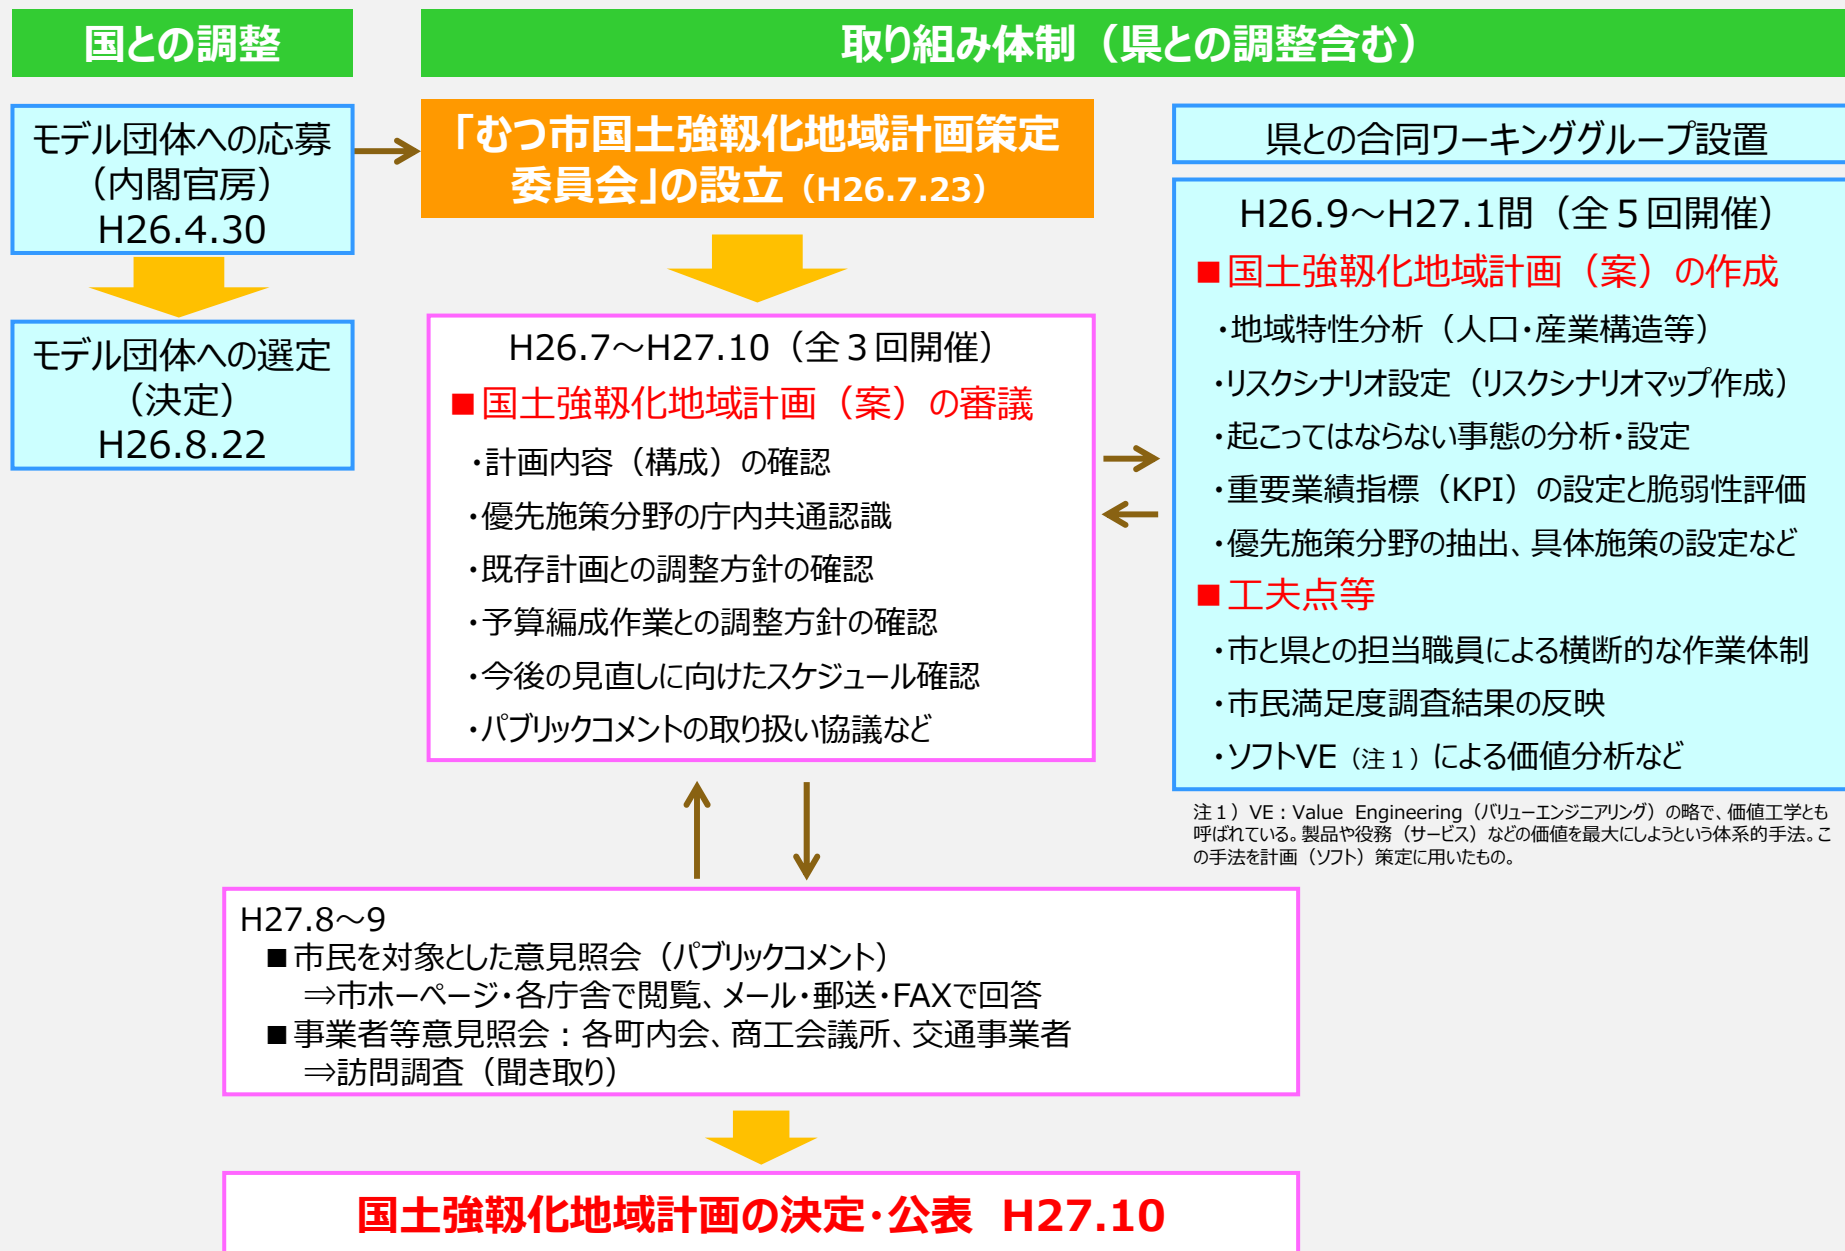 国との調整
取り組み体制（県との調整含む）
モデル団体への応募
（内閣官房）
H26.4.30
モデル団体への選定
（決定）
H26.8.22
「むつ市国土強靱化地域計画策定
委員会」の設立（H26.7.23）
H26.7～H27.10（全３回開催）
■国土強靱化地域計画（案）の審議
・計画内容（構成）の確認
・優先施策分野の庁内共通認識
・既存計画との調整方針の確認
・予算編成作業との調整方針の確認
・今後の見直しに向けたスケジュール確認
・パブリックコメントの取り扱い協議など
県との合同ワーキンググループ設置
H26.9～H27.1間（全５回開催）
■国土強靱化地域計画（案）の作成
・地域特性分析（人口・産業構造等）
・リスクシナリオ設定（リスクシナリオマップ作成）
・起こってはならない事態の分析・設定
・重要業績指標（KPI）の設定と脆弱性評価
・優先施策分野の抽出、具体施策の設定など
■工夫点等
・市と県との担当職員による横断的な作業体制
・市民満足度調査結果の反映
・ソフトVE（注１）による価値分析など
注１）VE：Value Engineering（バリューエンジニアリング）の略で、価値工学とも
呼ばれている。製品や役務（サービス）などの価値を最大にしようという体系的手法。こ
の手法を計画（ソフト）策定に用いたもの。
H27.8～9
■市民を対象とした意見照会（パブリックコメント）
⇒市ホームページ・各庁舎で閲覧、メール・郵送・FAXで回答
■事業者等意見照会：各町内会、商工会議所、交通事業者
⇒訪問調査（聞き取り）
国土強靱化地域計画の決定・公表 H27.10